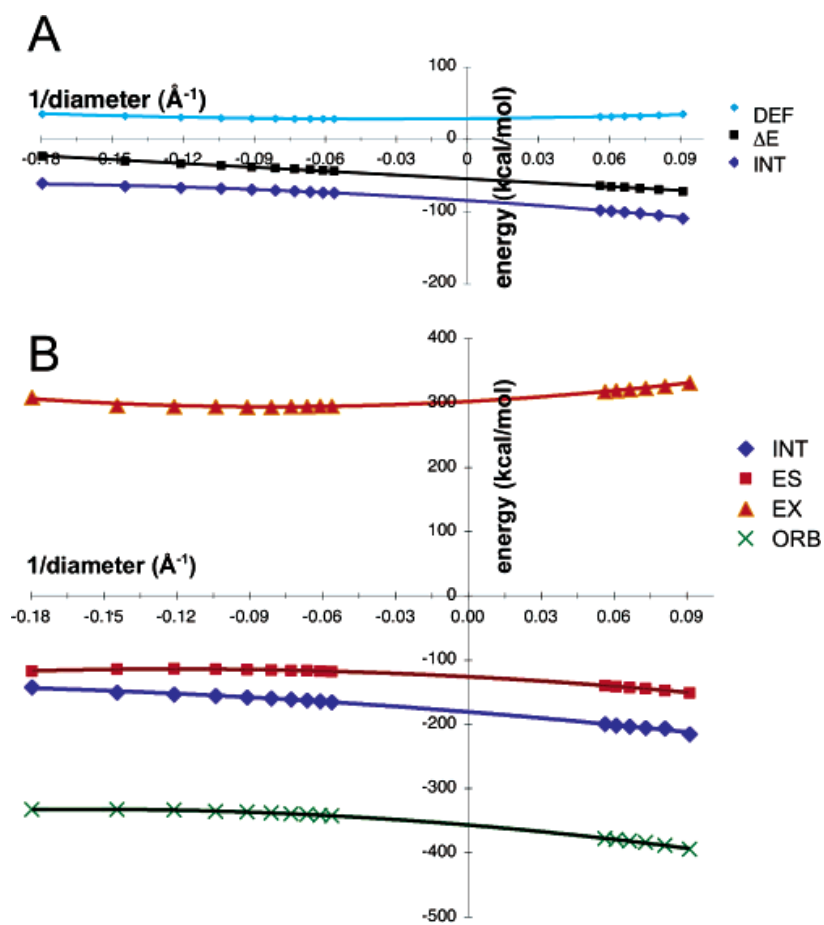 A
100
1/diameter (Å-1)
0
-0.18 -0.15 -0.12 -0.09 -0.06 -0.03 0 0.03 0.06 0.09
-100
-200
energy (kcal/mol)
DEF
ΔE
INT
B
400
300
200
100
0
energy (kcal/mol)
1/diameter (Å-1)
-0.18 -0.15 -0.12 -0.09 -0.06 -0.03 0.00 0.03 0.06 0.09
-100
-200
-300
-400
-500
INT
ES
EX
ORB